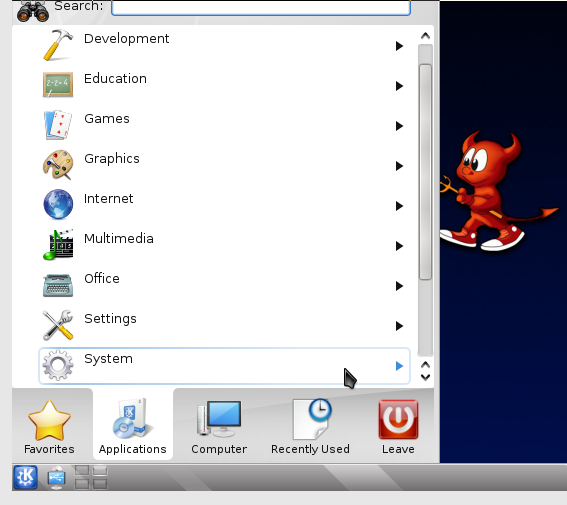 Search:
Development
Education
Games
Graphics
Internet
Multimedia
Office
Settings
System
Favorites
Applications
Computer
Recently Used
Leave